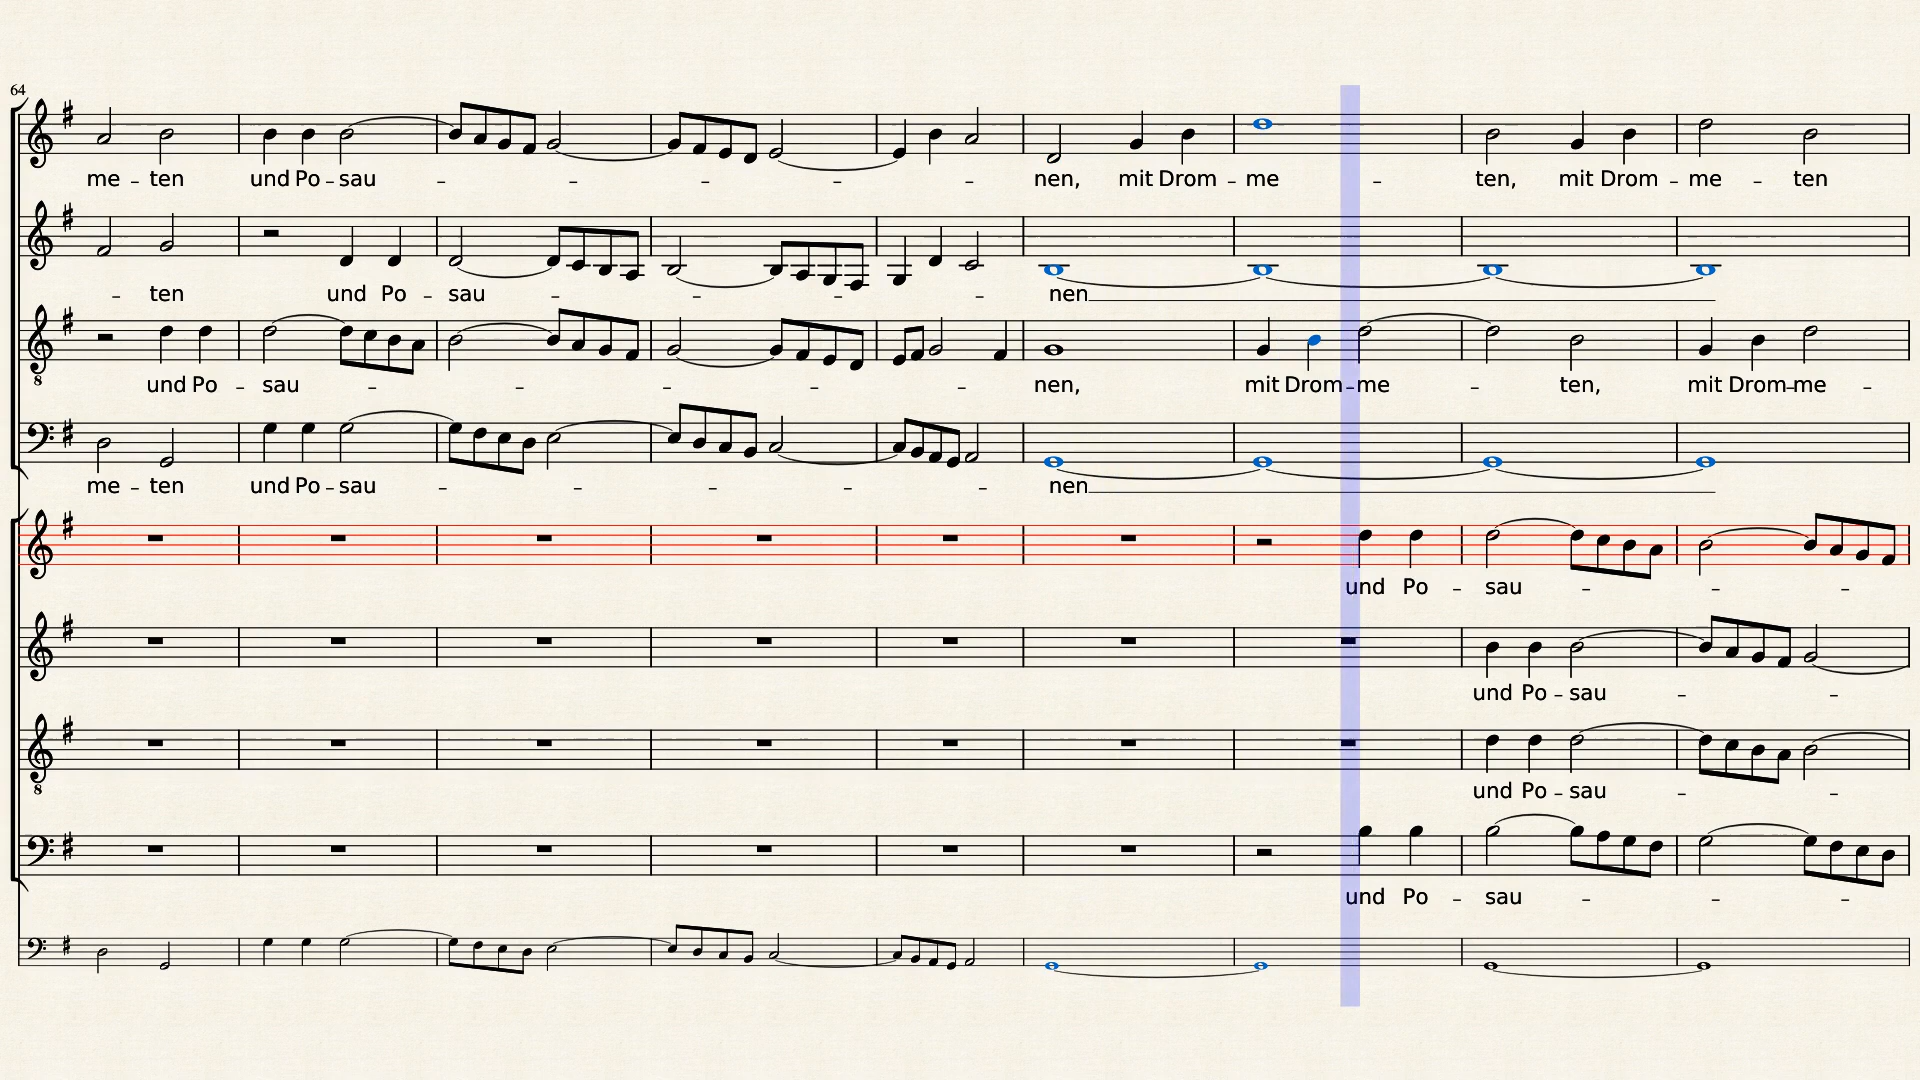 64
me - ten und Po - sau - - - - - nen, mit Drom - me - ten, mit Drom - me - ten
- ten und Po - sau - - - - nen
8
und Po - sau - - - - - nen, mit Drom - me - ten, mit Drom - me -
me - ten und Po - sau - - - - - nen
und Po - sau - - -
und Po - sau - -
8
und Po - sau - -
und Po - sau - - -